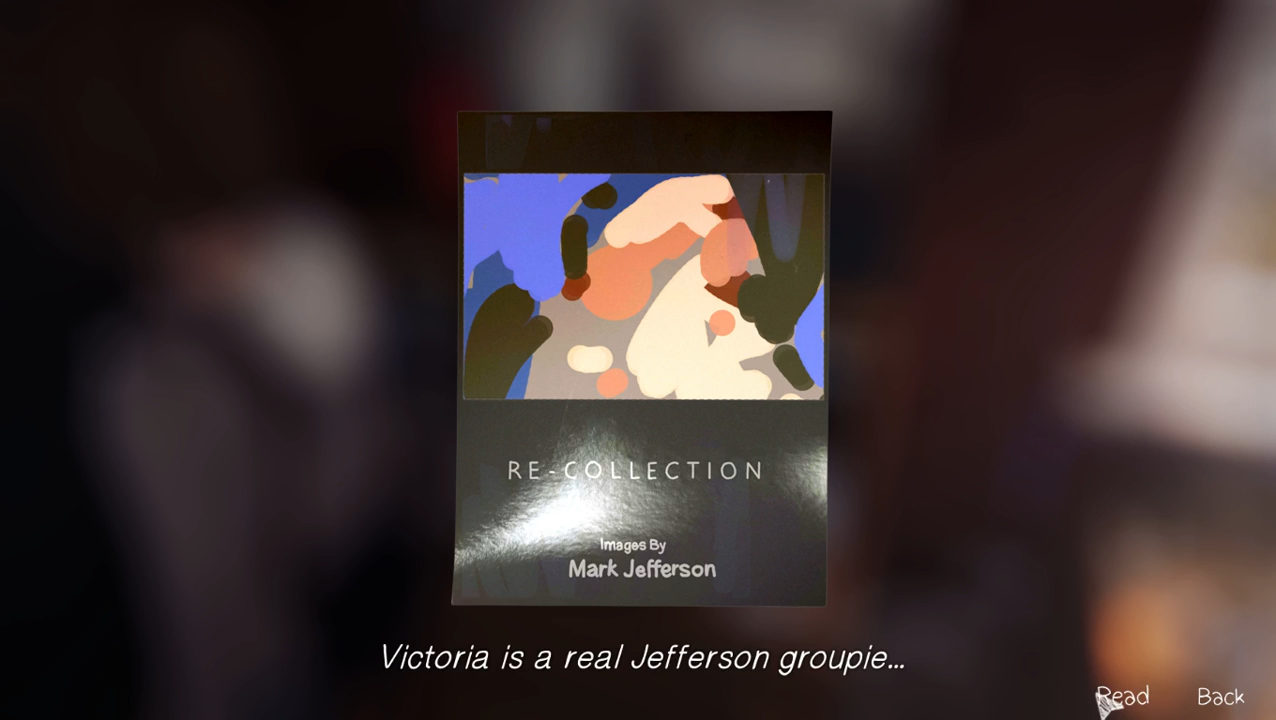 RE-COLLECTION
Images By
Mark Jefferson
Victoria is a real Jefferson groupie...
Read
Back